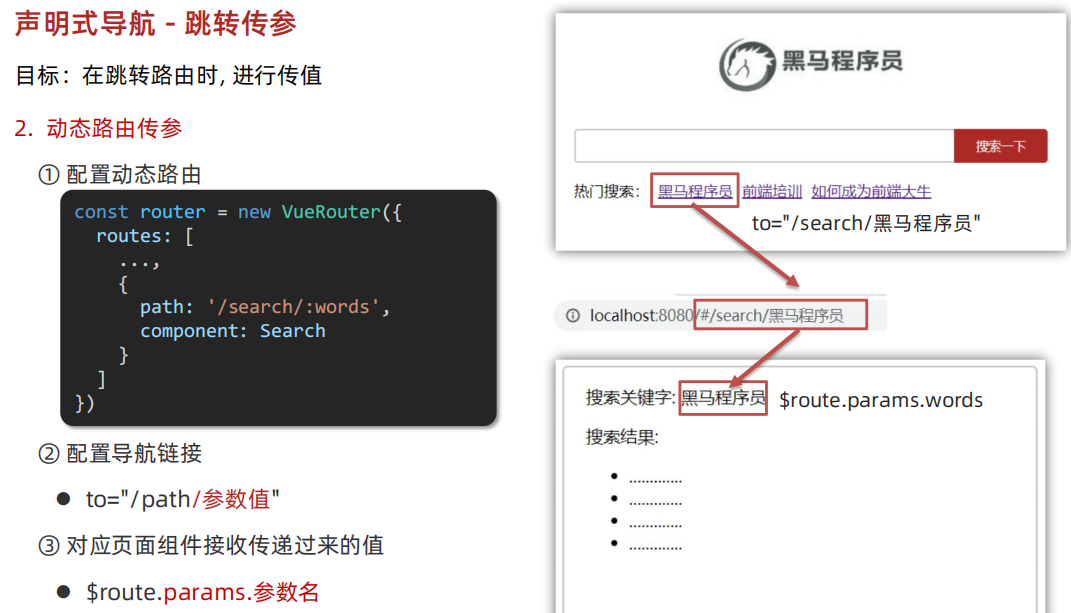 声明式导航 - 跳转传参
目标：在跳转路由时, 进行传值
2. 动态路由传参
① 配置动态路由
const router = new VueRouter({
routes: [
...,
{
path: '/search/:words',
component: Search
}
]
})
② 配置导航链接
● to="/path/参数值"
③ 对应页面组件接收传递过来的值
● $route.params.参数名
黑马程序员
搜索一下
热门搜索： 黑马程序员 前端培训 如何成为前端大牛
to="/search/黑马程序员"
localhost:8080/#/search/黑马程序员
搜索关键字: 黑马程序员 $route.params.words
搜索结果:
• .............
• .............
• .............
• .............